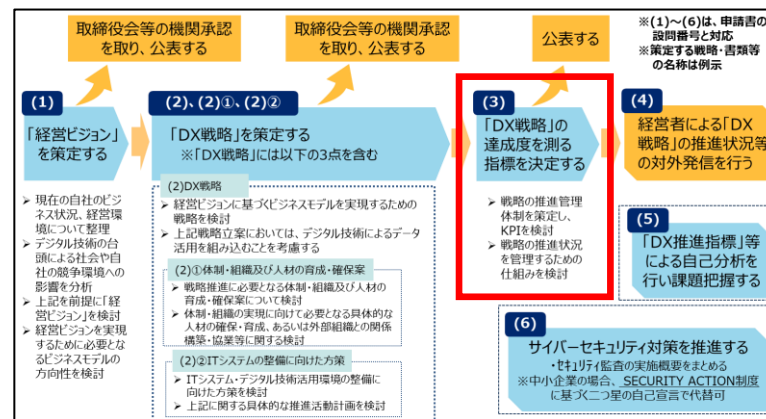 取締役会等の機関承認
を取り、公表する
取締役会等の機関承認
を取り、公表する
公表する
※(1)～(6)は、申請書の
設問番号と対応
※策定する戦略・書類等
の名称は例示
(1)
「経営ビジョン」
を策定する
➢ 現在の自社のビジ
ネス状況、経営環
境について整理
➢ デジタル技術の台
頭による社会や自
社の競争環境への
影響を分析
➢ 上記を前提に「経
営ビジョン」を検討
➢ 経営ビジョンを実現
するために必要とな
るビジネスモデルの
方向性を検討
(2)、(2)①、(2)②
「DX戦略」を策定する
※「DX戦略」には以下の3点を含む
(2)DX戦略
➢ 経営ビジョンに基づくビジネスモデルを実現するための
戦略を検討
➢ 上記戦略立案においては、デジタル技術によるデータ
活用を組み込むことを考慮する
(2)①体制・組織及び人材の育成・確保案
➢ 戦略推進に必要となる体制・組織及び人材の
育成・確保案について検討
➢ 体制・組織の実現に向けて必要となる具体的な
人材の確保・育成、あるいは外部組織との関係
構築・協業等に関する検討
(2)②ITシステムの整備に向けた方策
➢ ITシステム・デジタル技術活用環境の整備に
向けた方策を検討
➢ 上記に関する具体的な推進活動計画を検討
(3)
「DX戦略」の
達成度を測る
指標を決定する
➢ 戦略の推進管理
体制を策定し、
KPIを検討
➢ 戦略の推進状況
を管理するための
仕組みを検討
(4)
経営者による「DX
戦略」の推進状況等
の対外発信を行う
(5)
「DX推進指標」等
による自己分析を
行い課題把握する
(6)
サイバーセキュリティ対策を推進する
・セキュリティ監査の実施概要をまとめる
※中小企業の場合、SECURITY ACTION制度
に基づく二つ星の自己宣言で代替可